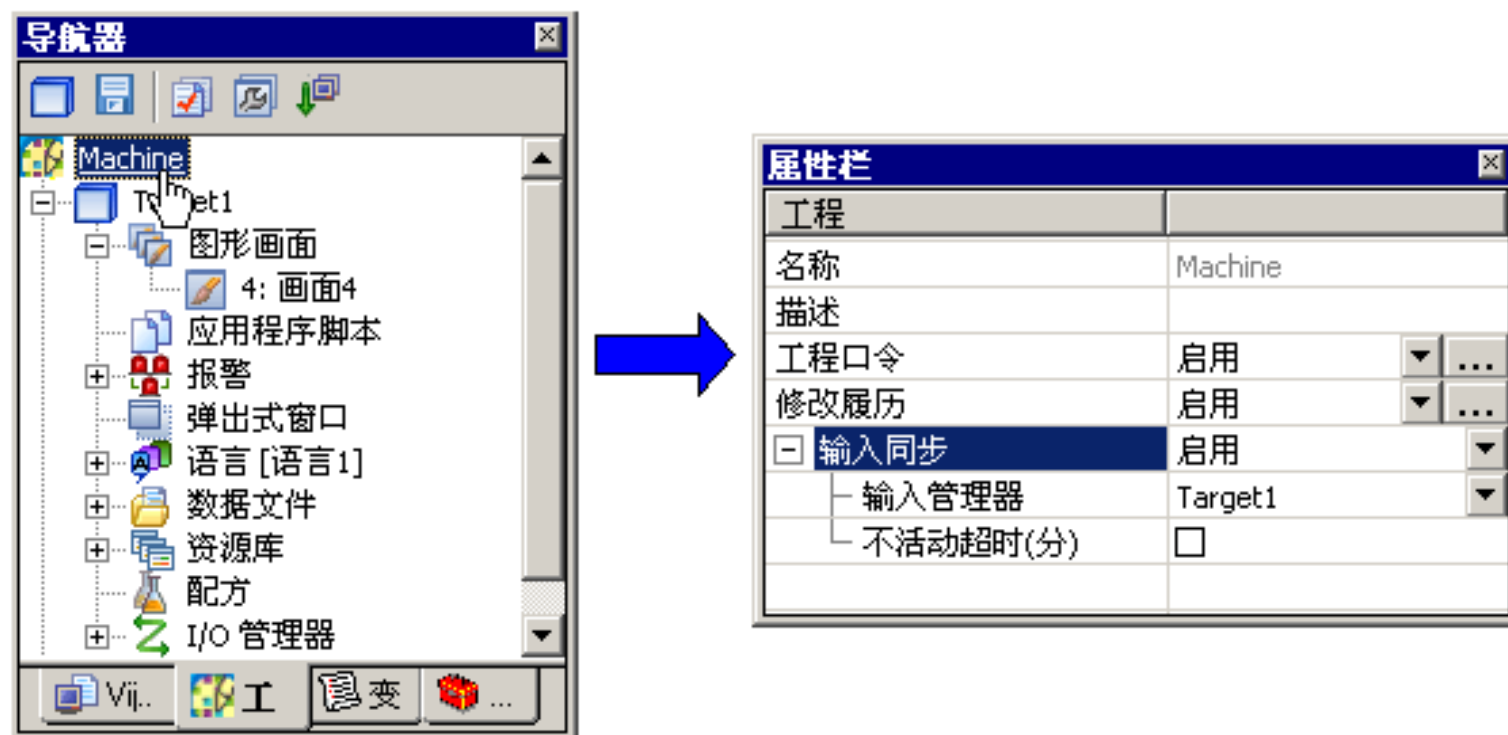 导航器
Machine
Target1
图形画面
4: 画面4
应用程序脚本
报警
弹出式窗口
语言 [语言1]
数据文件
资源库
配方
I/O 管理器
Vij..
工
变
...
属性栏
工程
名称 Machine
描述
工程口令 启用 ...
修改履历 启用 ...
输入同步 启用
输入管理器 Target1
不活动超时(分)